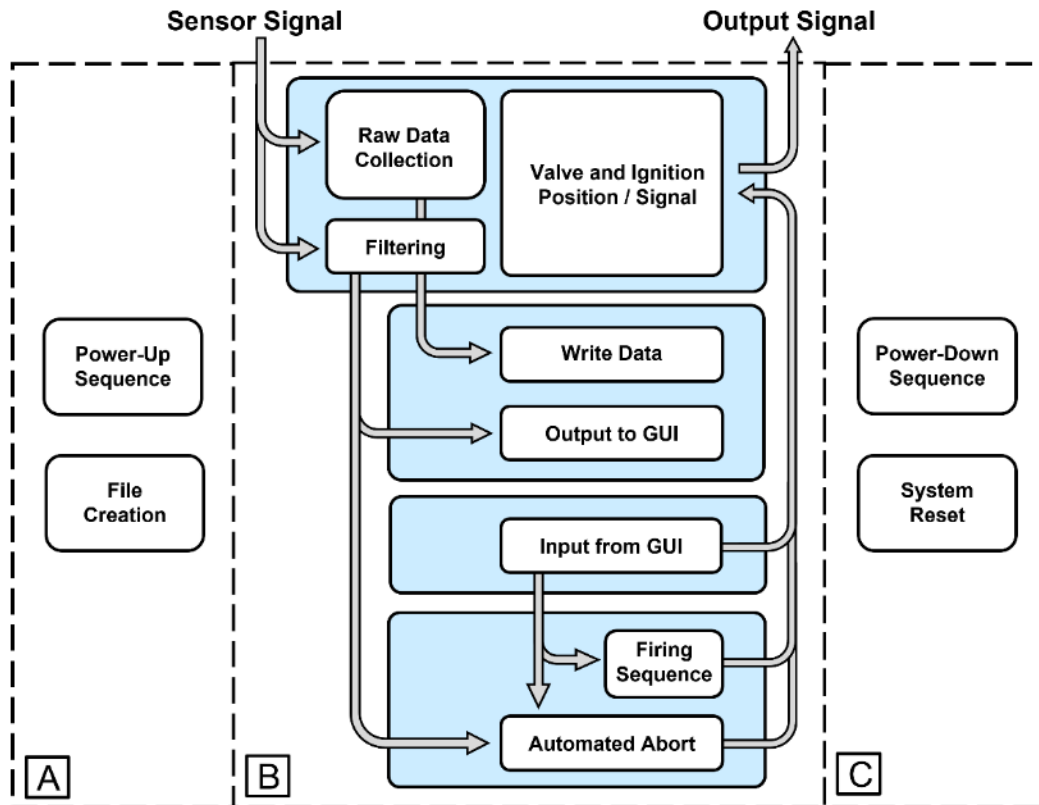 Sensor Signal
Output Signal
Raw Data
Collection
Valve and Ignition
Position / Signal
Filtering
Write Data
Output to GUI
Power-Up
Sequence
File
Creation
Power-Down
Sequence
System
Reset
Input from GUI
Firing
Sequence
Automated Abort
A
B
C